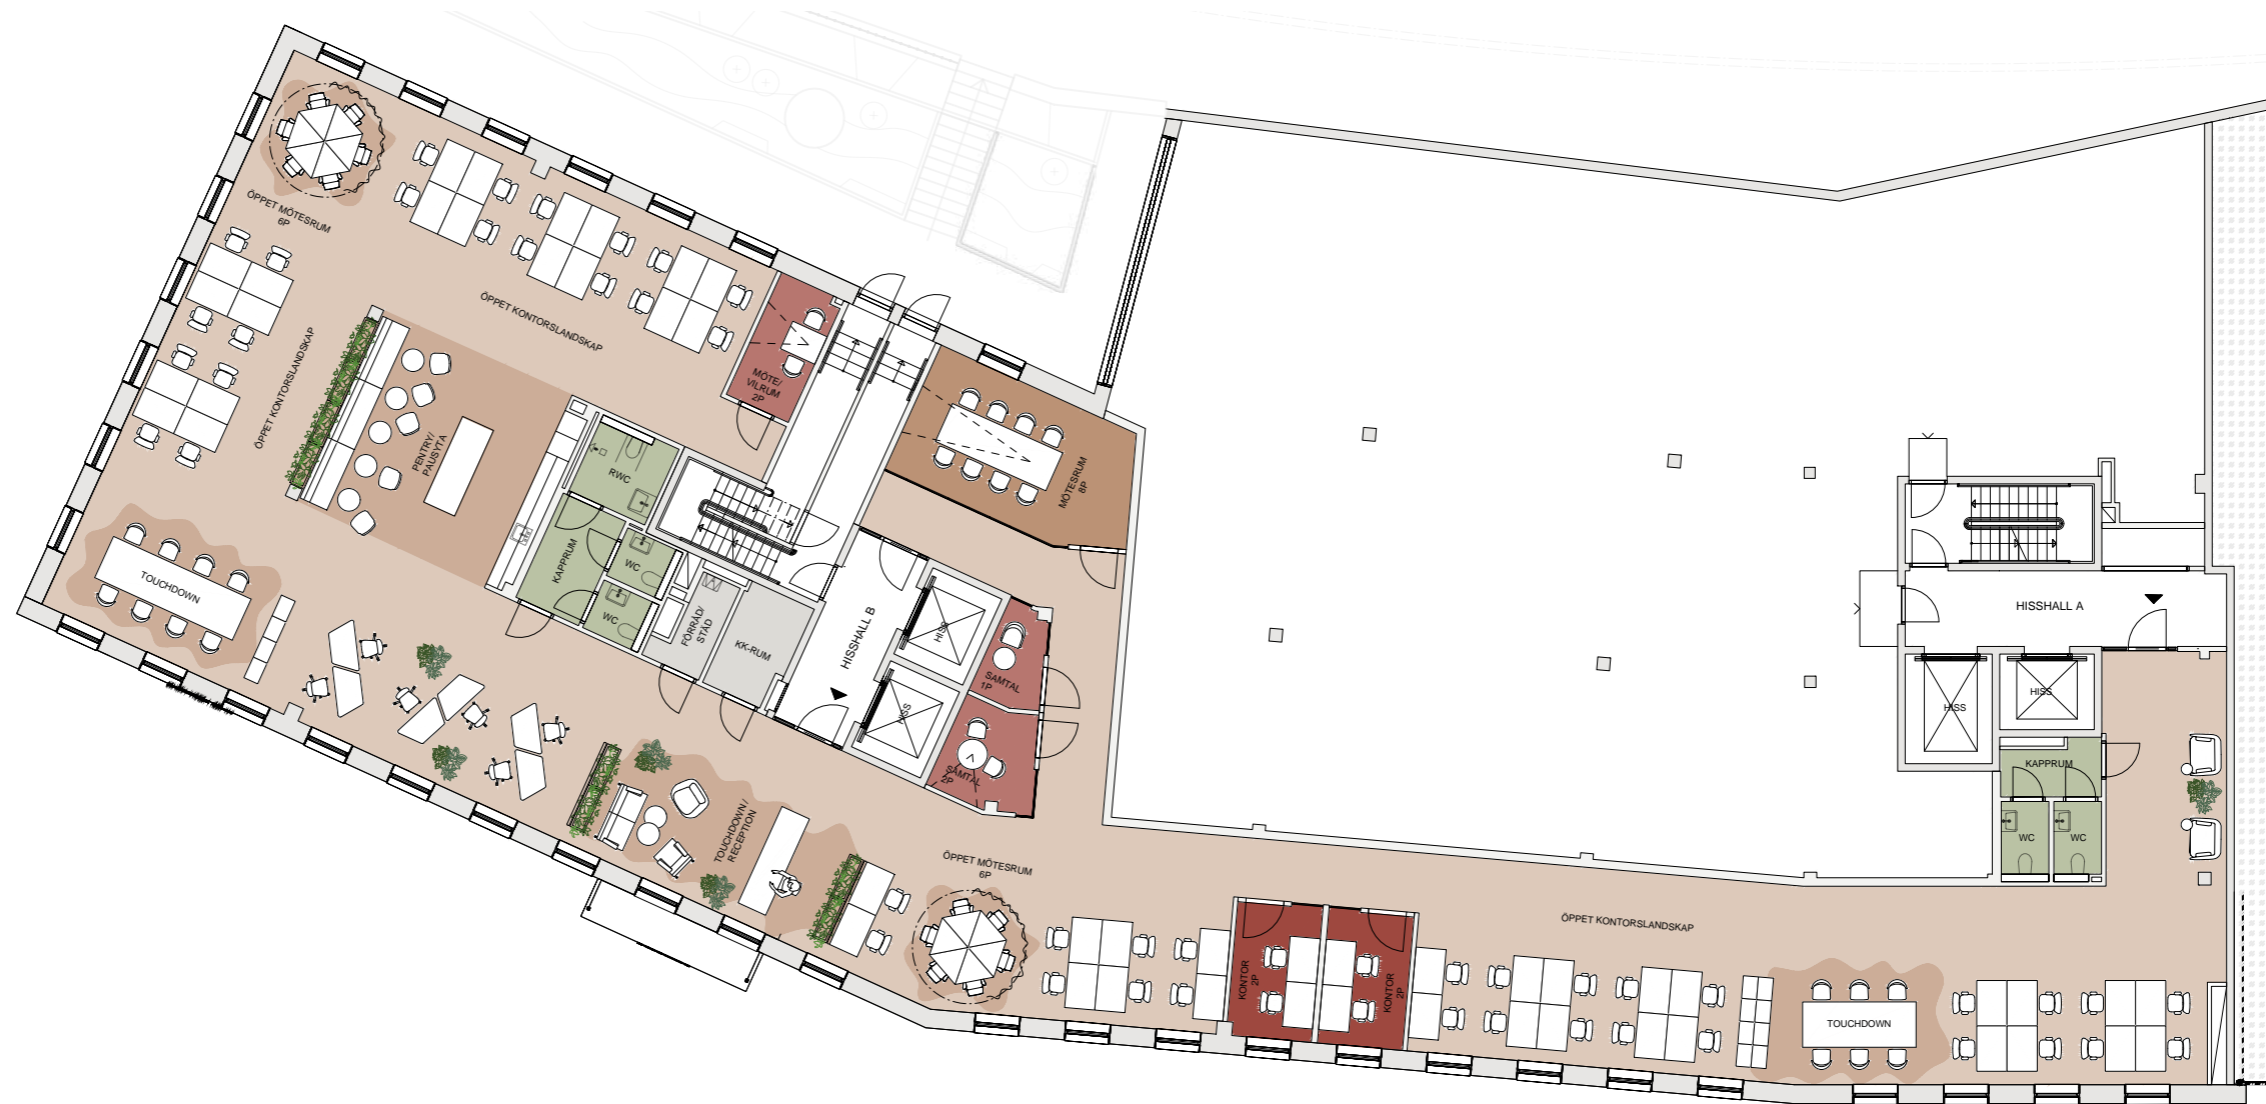 ÖPPET MÖTESRUM
6P
ÖPPET KONTORSLANDSKAP
ÖPPET KONTORSLANDSKAP
MÖTE/
VILRUM
2P
PENTRY/
PAUSYTA
RWC
KAPPRUM
WC
WC
FÖRRÅD/
STÄD
KK-RUM
MÖTESRUM
8P
TOUCHDOWN
HISSHALL B
HISS
HISS
SAMTAL
1P
SAMTAL
2P
TOUCHDOWN /
RECEPTION
ÖPPET MÖTESRUM
6P
KONTOR
2P
KONTOR
2P
ÖPPET KONTORSLANDSKAP
TOUCHDOWN
HISSHALL A
HISS
HISS
KAPPRUM
WC
WC